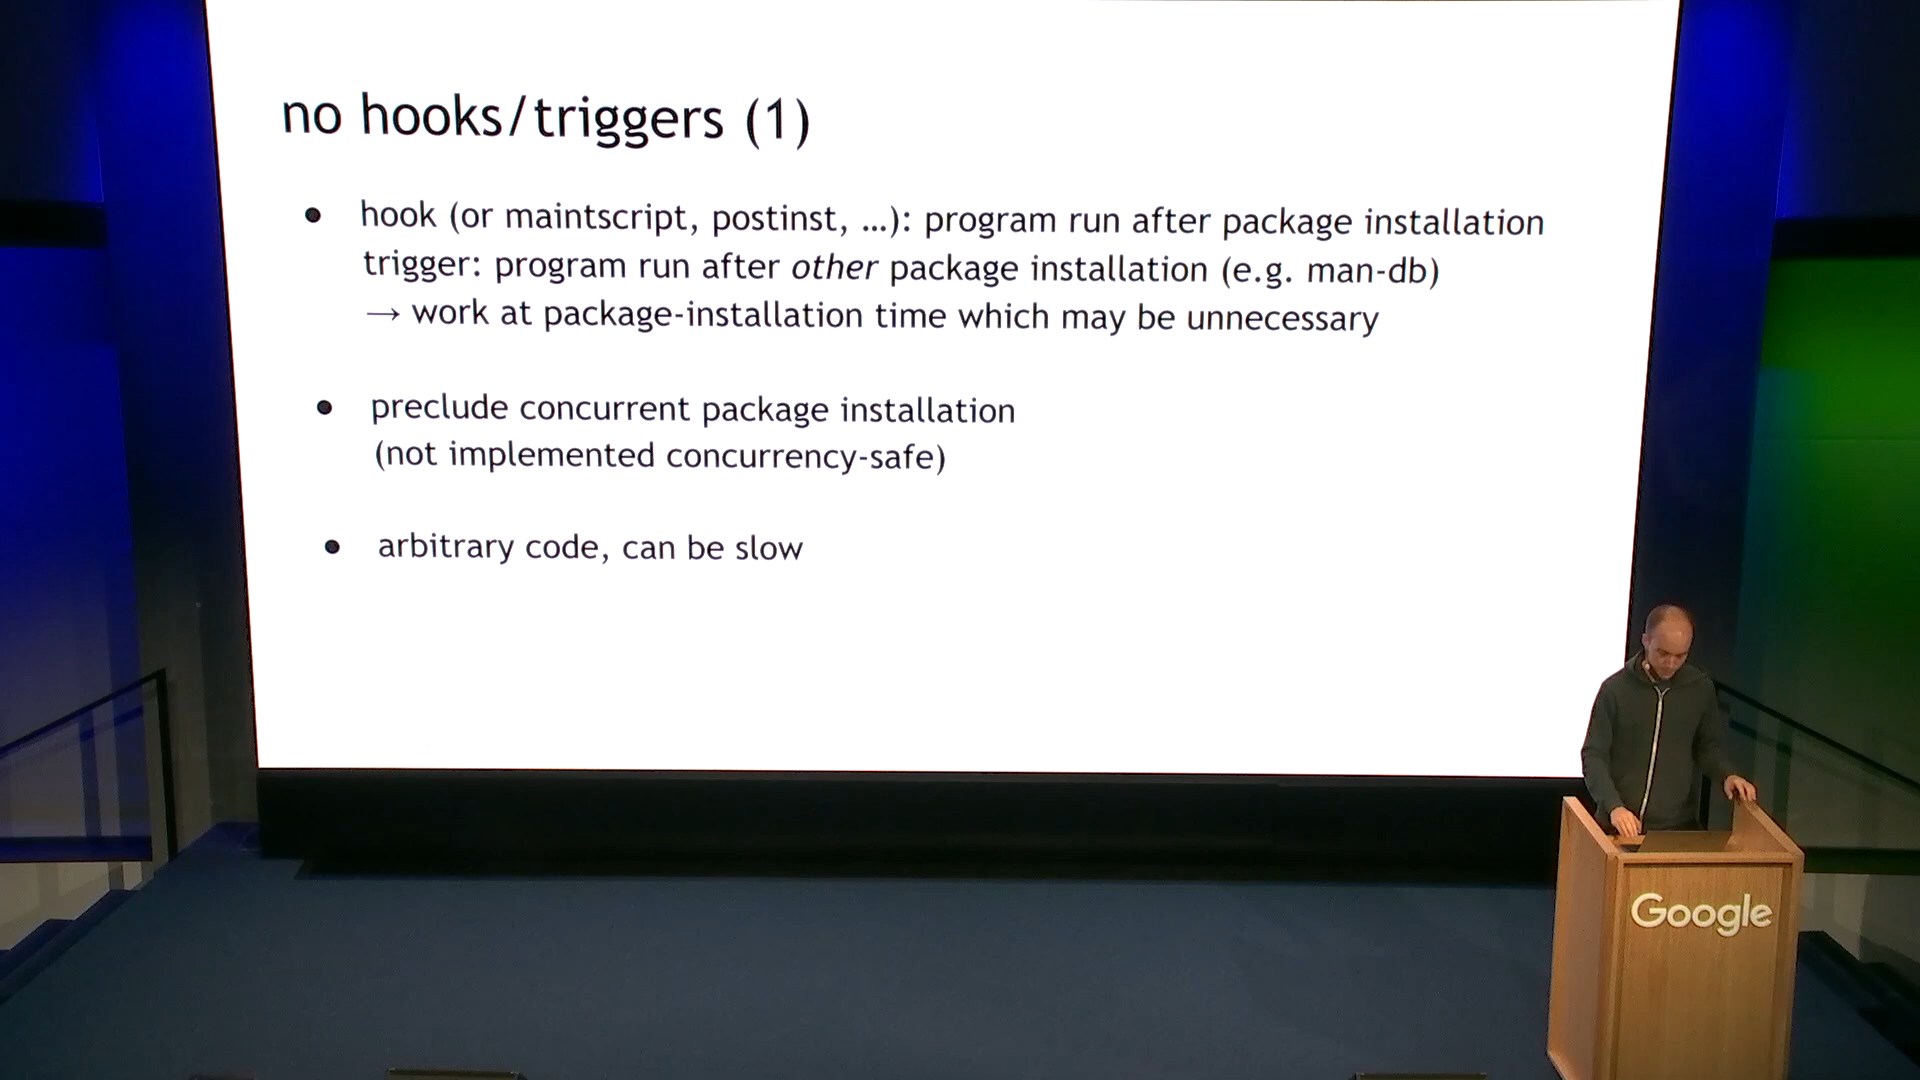 no hooks/triggers (1)
● hook (or maintscript, postinst, …): program run after package installation
trigger: program run after other package installation (e.g. man-db)
→ work at package-installation time which may be unnecessary
● preclude concurrent package installation
(not implemented concurrency-safe)
● arbitrary code, can be slow
Google